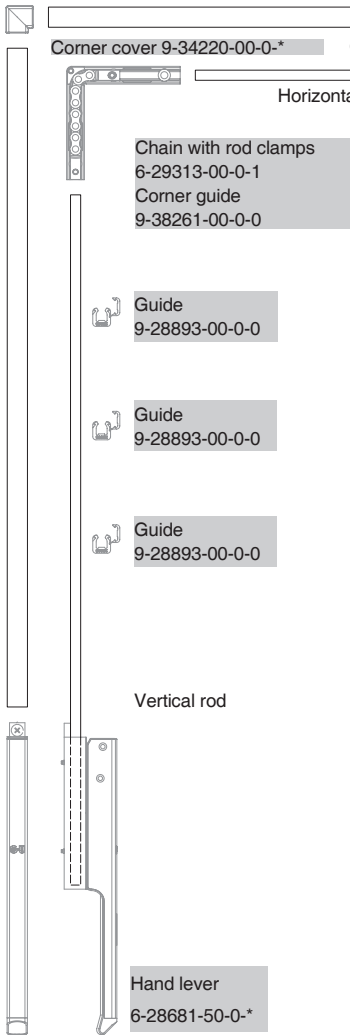 Corner cover 9-34220-00-0-*
Horizonta
Chain with rod clamps
6-29313-00-0-1
Corner guide
9-38261-00-0-0
Guide
9-28893-00-0-0
Guide
9-28893-00-0-0
Guide
9-28893-00-0-0
Vertical rod
Hand lever
6-28681-50-0-*